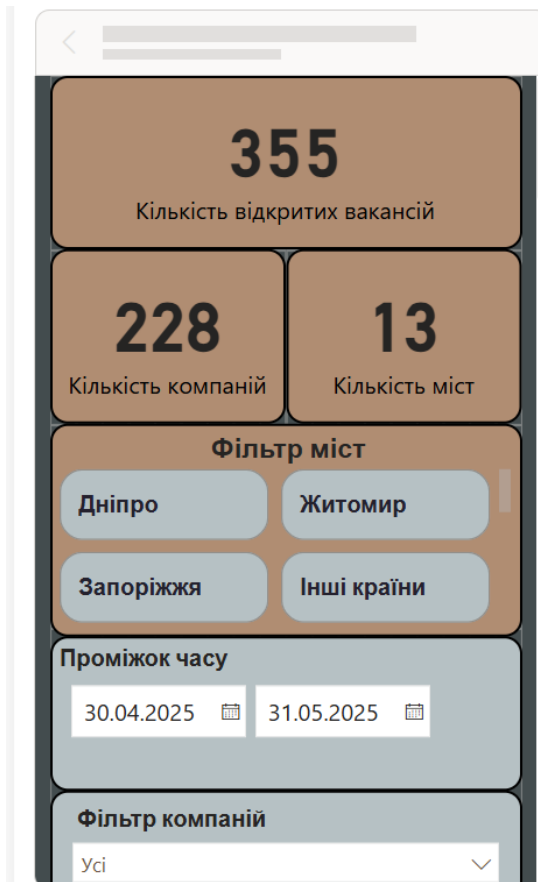 355
Кількість відкритих вакансій
228
13
Кількість компаній
Кількість міст
Фільтр міст
Дніпро
Житомир
Запоріжжя
Інші країни
Проміжок часу
30.04.2025
31.05.2025
Фільтр компаній
Усі